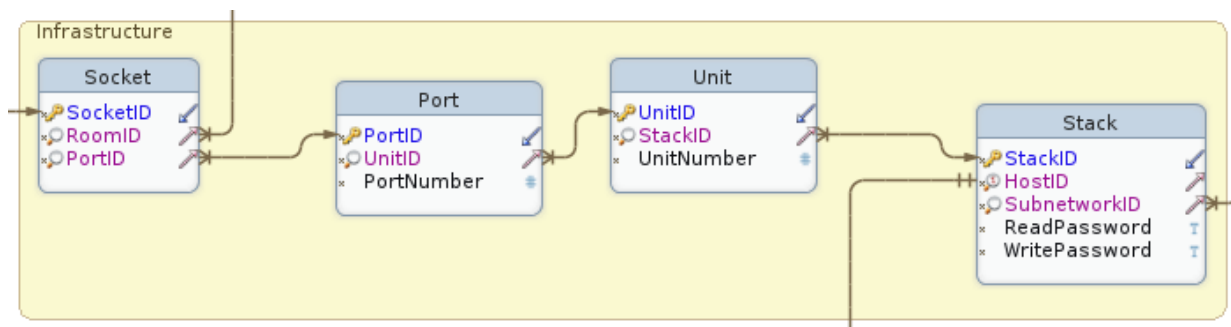 Infrastructure
Socket
SocketID
RoomID
PortID
Port
PortID
UnitID
PortNumber
Unit
UnitID
StackID
UnitNumber
Stack
StackID
HostID
SubnetworkID
ReadPassword
WritePassword